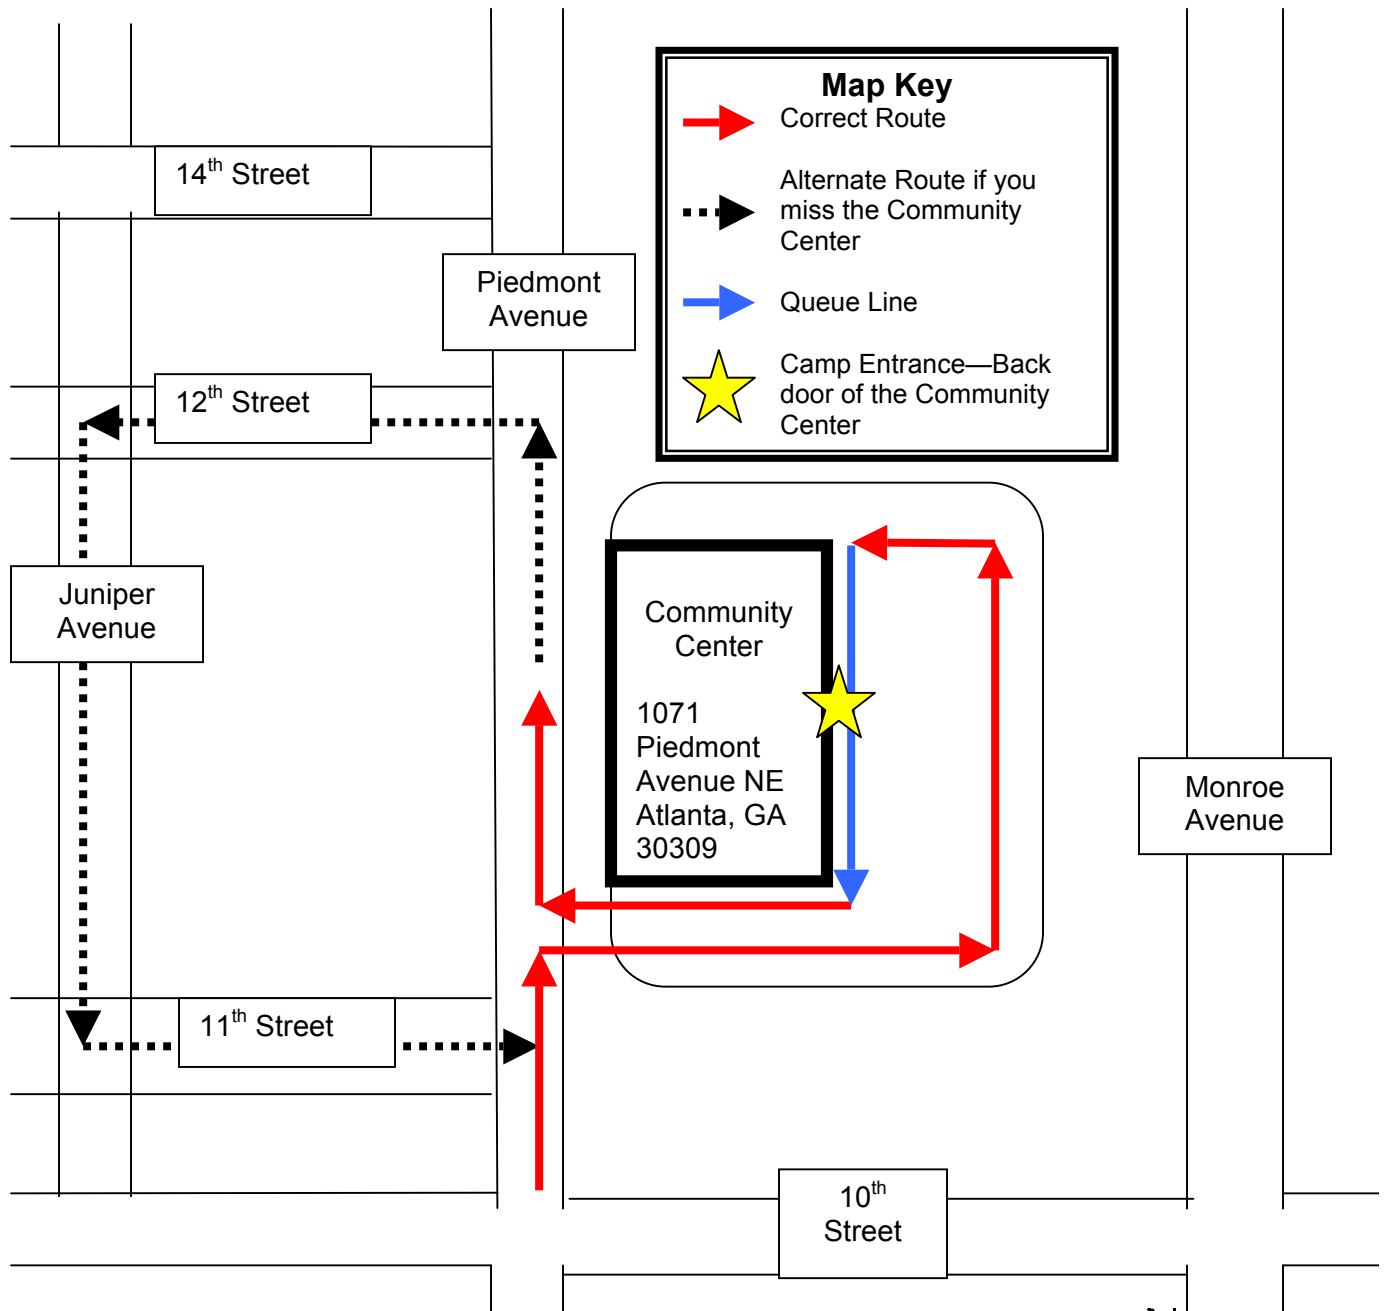 Map Key
Correct Route
Alternate Route if you
miss the Community
Center
Queue Line
Camp Entrance—Back
door of the Community
Center
14th Street
Piedmont
Avenue
12th Street
Juniper
Avenue
Community
Center
1071
Piedmont
Avenue NE
Atlanta, GA
30309
Monroe
Avenue
11th Street
10th
Street